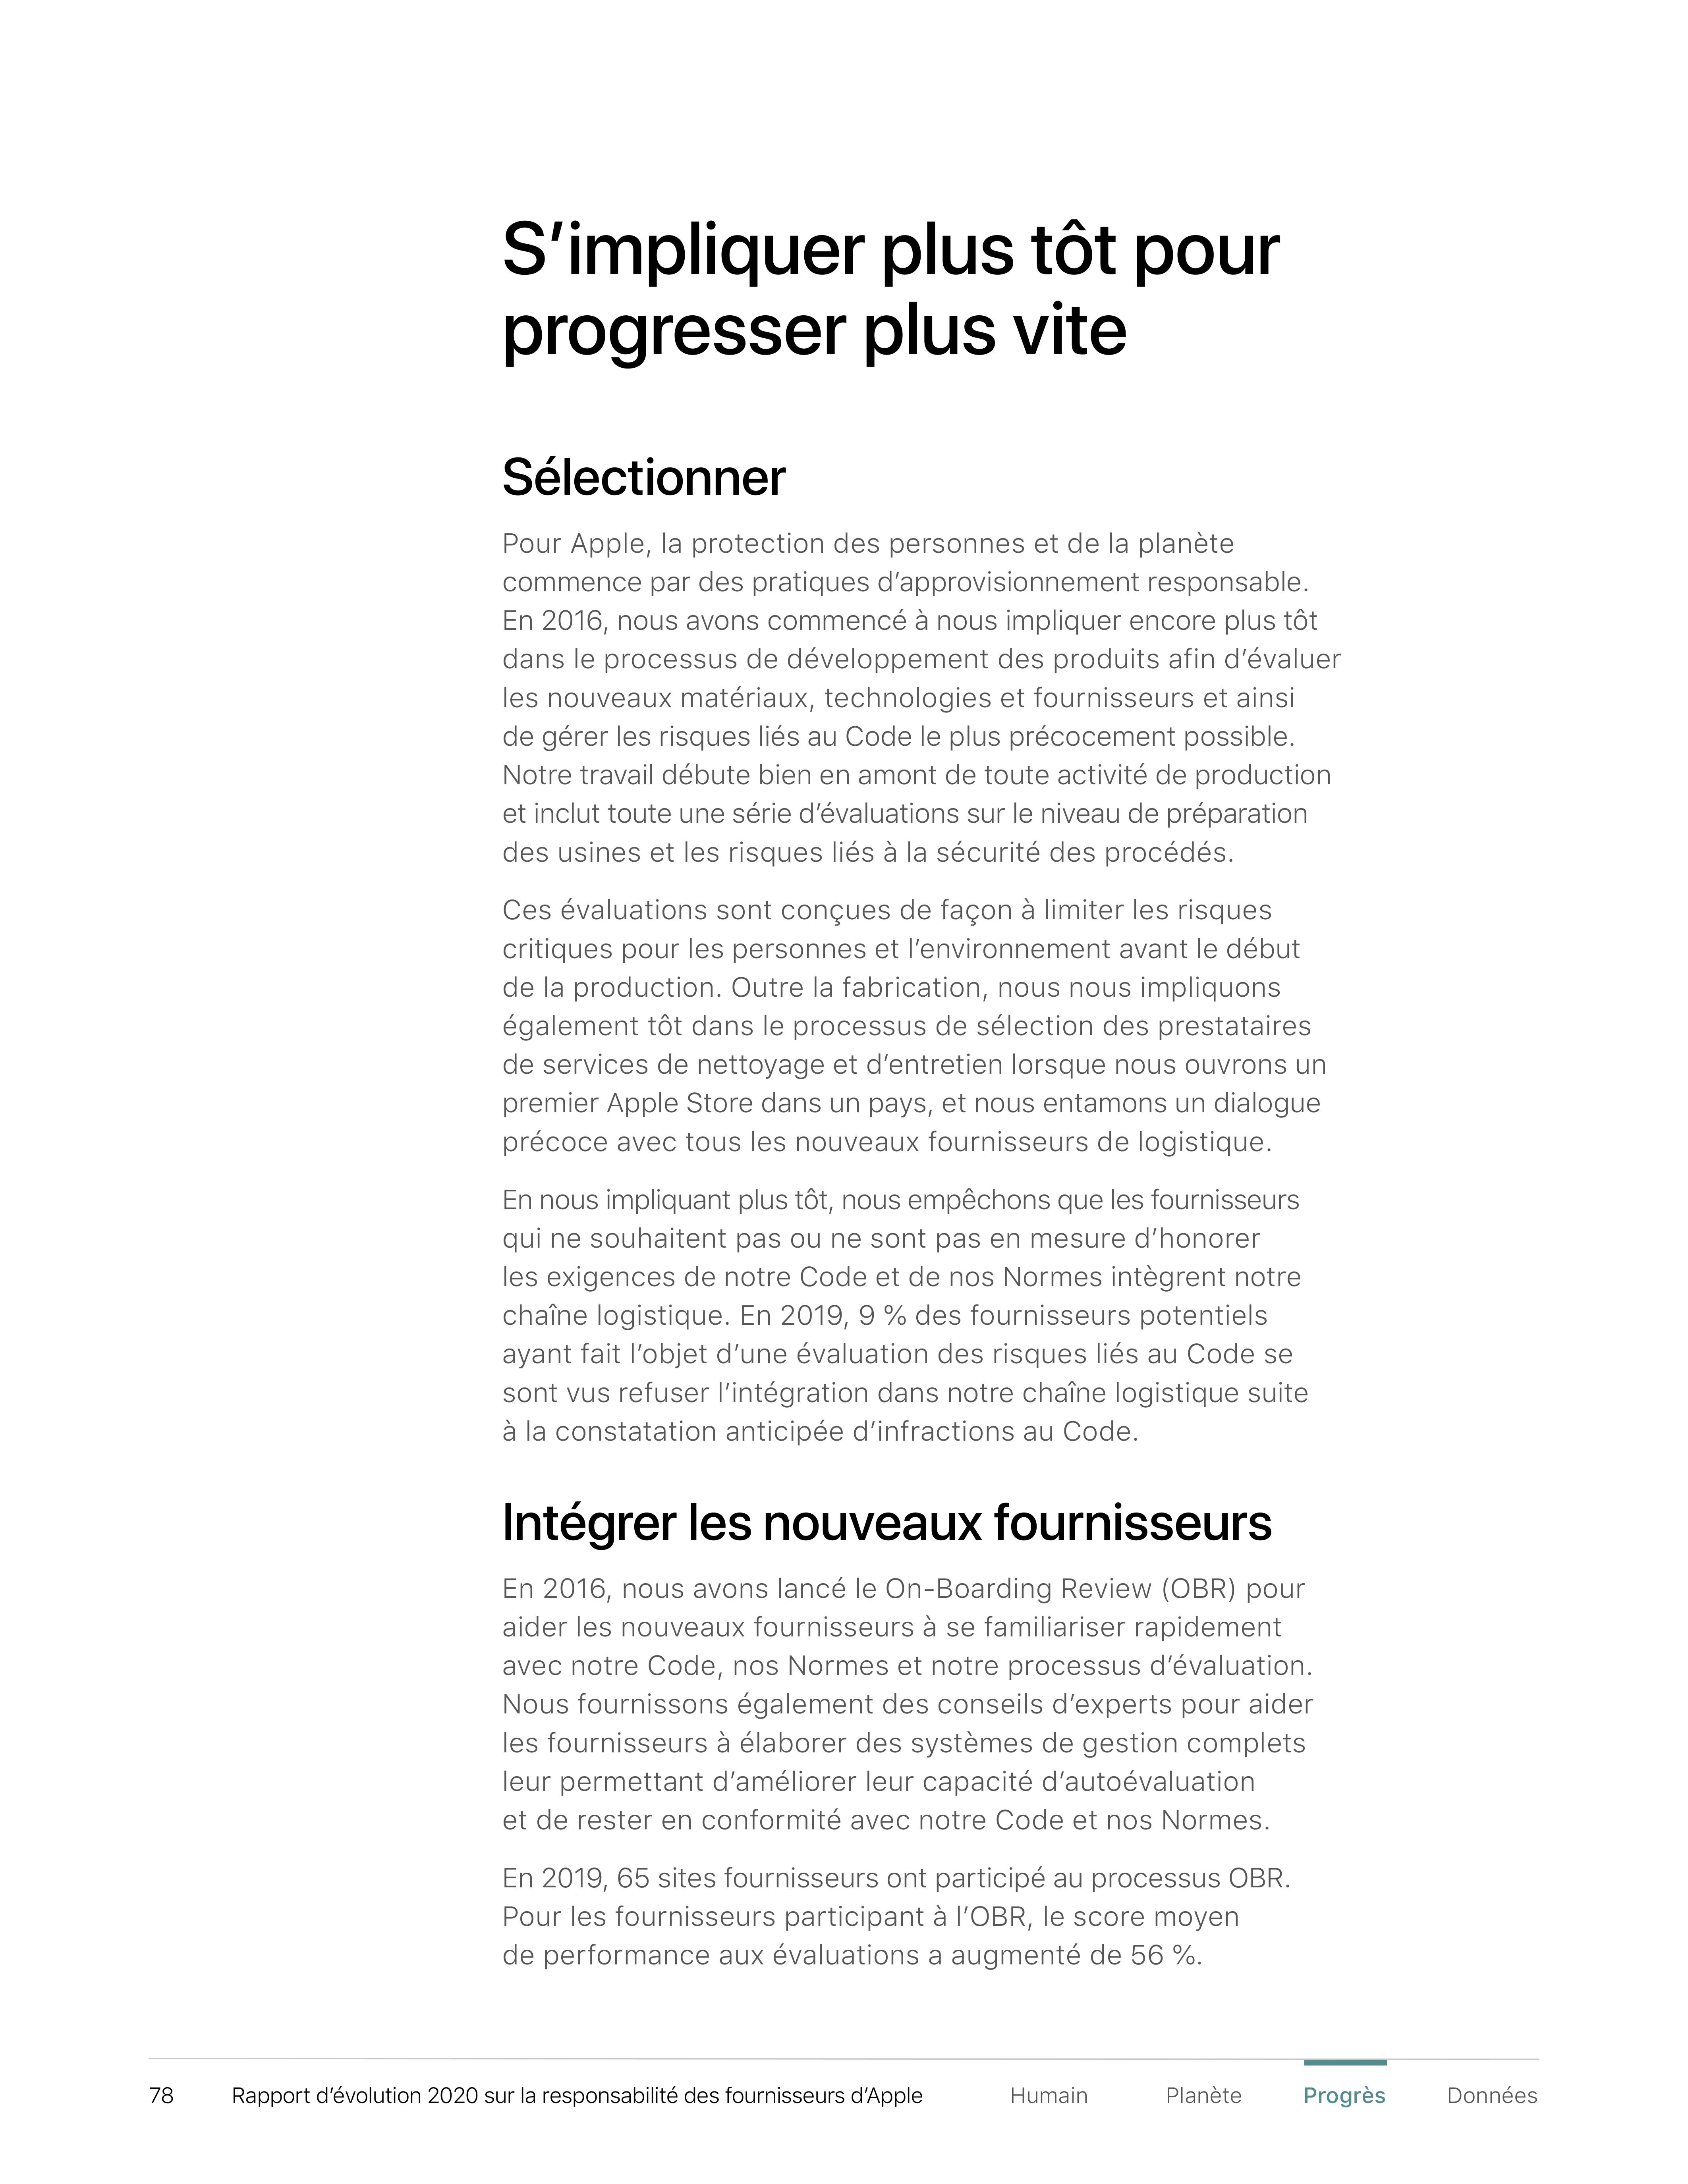 S’impliquer plus tôt pour
progresser plus vite
Sélectionner
Pour Apple, la protection des personnes et de la planète
commence par des pratiques d’approvisionnement responsable.
En 2016, nous avons commencé à nous impliquer encore plus tôt
dans le processus de développement des produits afin d’évaluer
les nouveaux matériaux, technologies et fournisseurs et ainsi
de gérer les risques liés au Code le plus précocement possible.
Notre travail débute bien en amont de toute activité de production
et inclut toute une série d’évaluations sur le niveau de préparation
des usines et les risques liés à la sécurité des procédés.
Ces évaluations sont conçues de façon à limiter les risques
critiques pour les personnes et l’environnement avant le début
de la production. Outre la fabrication, nous nous impliquons
également tôt dans le processus de sélection des prestataires
de services de nettoyage et d’entretien lorsque nous ouvrons un
premier Apple Store dans un pays, et nous entamons un dialogue
précoce avec tous les nouveaux fournisseurs de logistique.
En nous impliquant plus tôt, nous empêchons que les fournisseurs
qui ne souhaitent pas ou ne sont pas en mesure d’honorer
les exigences de notre Code et de nos Normes intègrent notre
chaîne logistique. En 2019, 9 % des fournisseurs potentiels
ayant fait l’objet d’une évaluation des risques liés au Code se
sont vus refuser l’intégration dans notre chaîne logistique suite
à la constatation anticipée d’infractions au Code.
Intégrer les nouveaux fournisseurs
En 2016, nous avons lancé le On-Boarding Review (OBR) pour
aider les nouveaux fournisseurs à se familiariser rapidement
avec notre Code, nos Normes et notre processus d’évaluation.
Nous fournissons également des conseils d’experts pour aider
les fournisseurs à élaborer des systèmes de gestion complets
leur permettant d’améliorer leur capacité d’autoévaluation
et de rester en conformité avec notre Code et nos Normes.
En 2019, 65 sites fournisseurs ont participé au processus OBR.
Pour les fournisseurs participant à l’OBR, le score moyen
de performance aux évaluations a augmenté de 56 %.
78 Rapport d’évolution 2020 sur la responsabilité des fournisseurs d’Apple Humain Planète Progrès Données